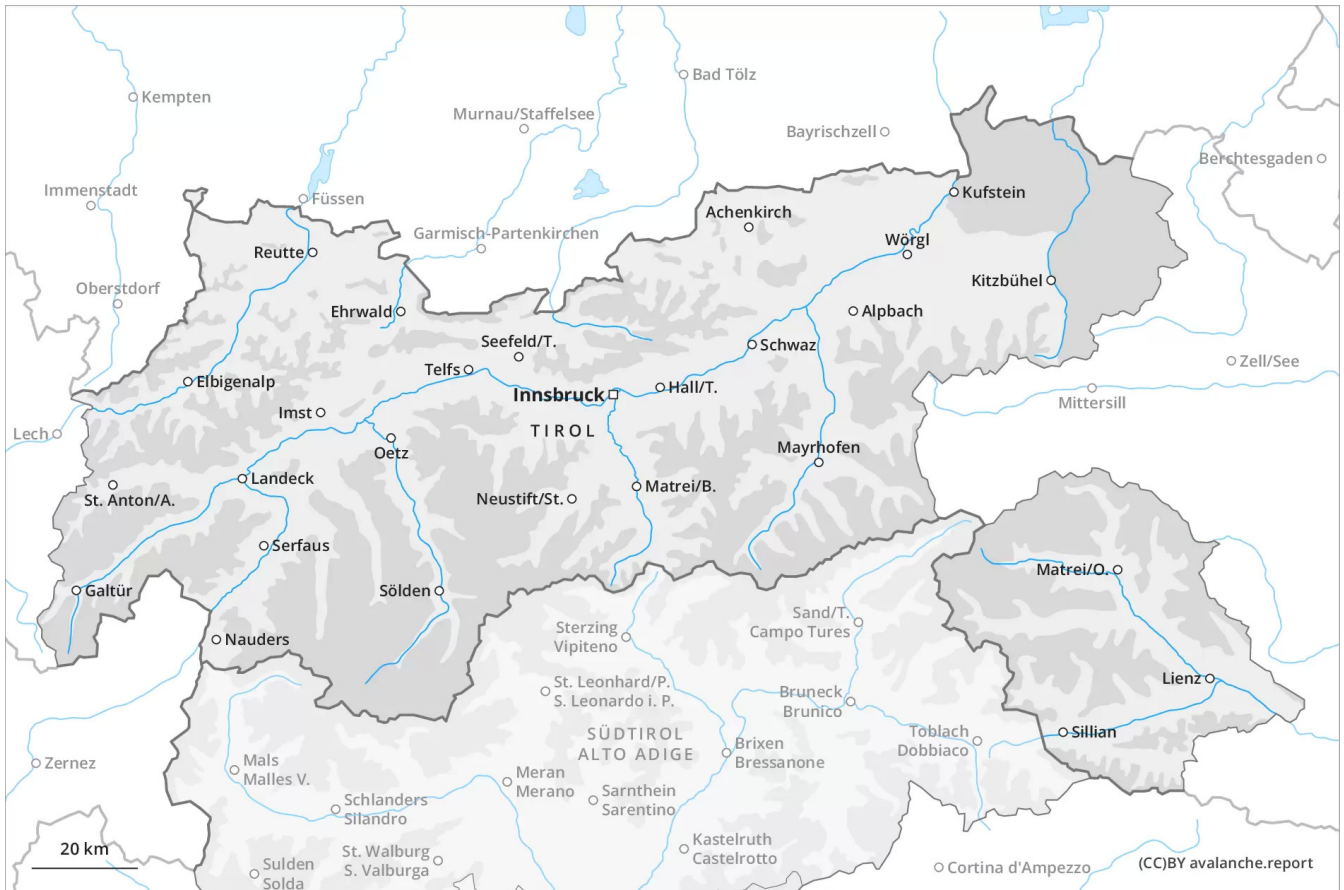 Bad Tölz
Kempten
Murnau/Staffelsee
Bayrischzell
Berchtesgaden
Immenstadt
Füssen
Kufstein
Achenkirch
Garmisch-Partenkirchen
Wörgl
Reutte
Kitzbühel
Oberstdorf
Ehrwald
Alpbach
Seefeld/T.
Schwaz
Zell/See
Telfs
Elbigenalp
Hall/T.
Innsbruck
Mittersill
Imst
TIROL
Lech
Oetz
Mayrhofen
Landeck
St. Anton/A.
Neustift/St.
Matrei/B.
Serfaus
Matrei/O.
Galtür
Sölden
Sand/T.
Campo Tures
Sterzing
Vipiteno
Nauders
Lienz
St. Leonhard/P.
S. Leonardo i. P.
Bruneck
Brunico
SÜDTIROL
ALTO ADIGE
Toblach
Dobbiaco
Sillian
Brixen
Bressanone
Zernez
Mals
Malles V.
Meran
Merano
Sarnthein
Sarentino
Schlanders
Silandro
Kastelruth
Castelrotto
20 km
St. Walburg
S. Valburga
Sulden
Solda
Cortina d'Ampezzo
(CC)BY avalanche.report